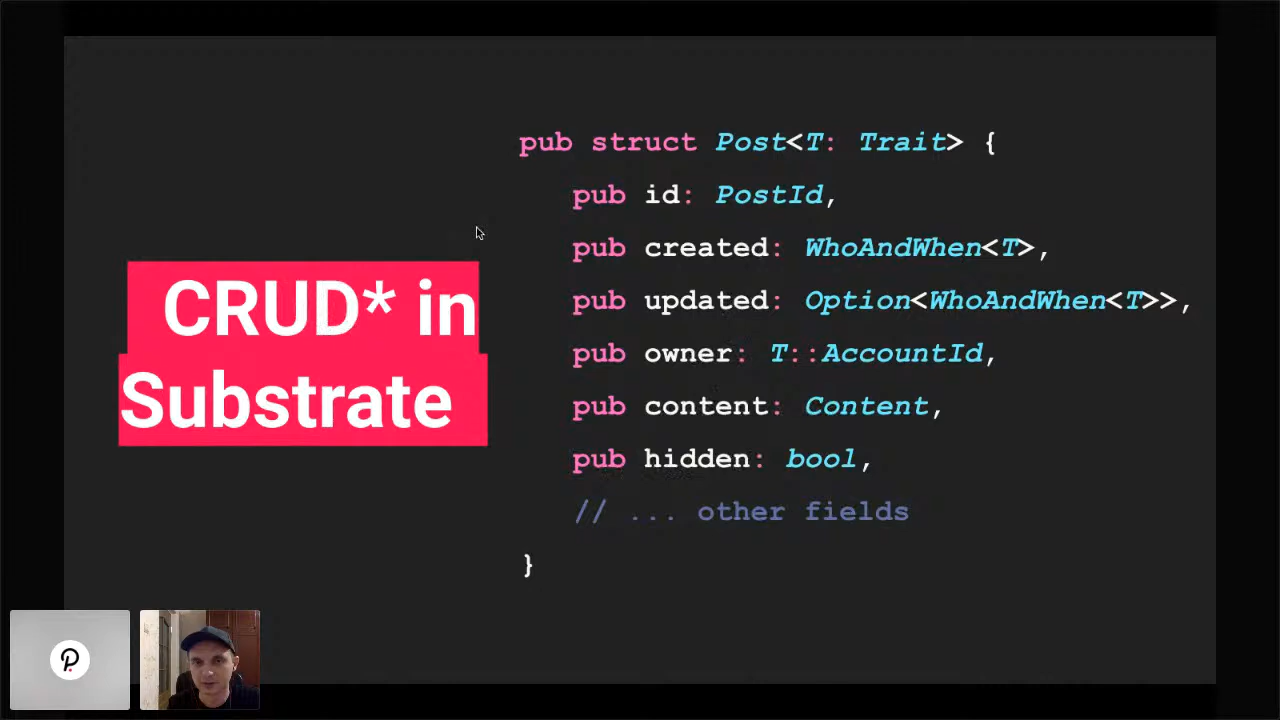 CRUD* in
Substrate
pub struct Post<T: Trait> {
pub id: PostId,
pub created: WhoAndWhen<T>,
pub updated: Option<WhoAndWhen<T>>,
pub owner: T::AccountId,
pub content: Content,
pub hidden: bool,
// ... other fields
}